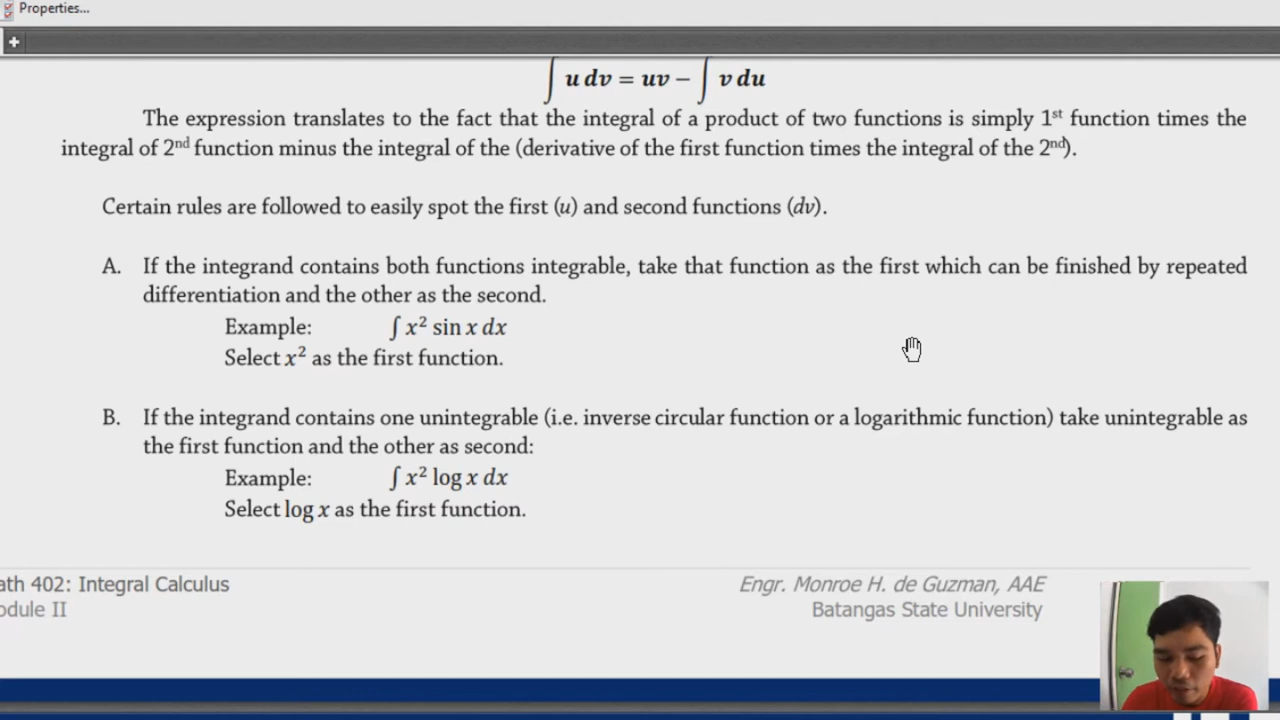 Properties...
∫ u dv = uv − ∫ v du
The expression translates to the fact that the integral of a product of two functions is simply 1st function times the
integral of 2nd function minus the integral of the (derivative of the first function times the integral of the 2nd).
Certain rules are followed to easily spot the first (u) and second functions (dv).
A. If the integrand contains both functions integrable, take that function as the first which can be finished by repeated
differentiation and the other as the second.
Example: ∫ x² sin x dx
Select x² as the first function.
B. If the integrand contains one unintegrable (i.e. inverse circular function or a logarithmic function) take unintegrable as
the first function and the other as second:
Example: ∫ x² log x dx
Select log x as the first function.
ath 402: Integral Calculus
Engr. Monroe H. de Guzman, AAE
odule II
Batangas State University